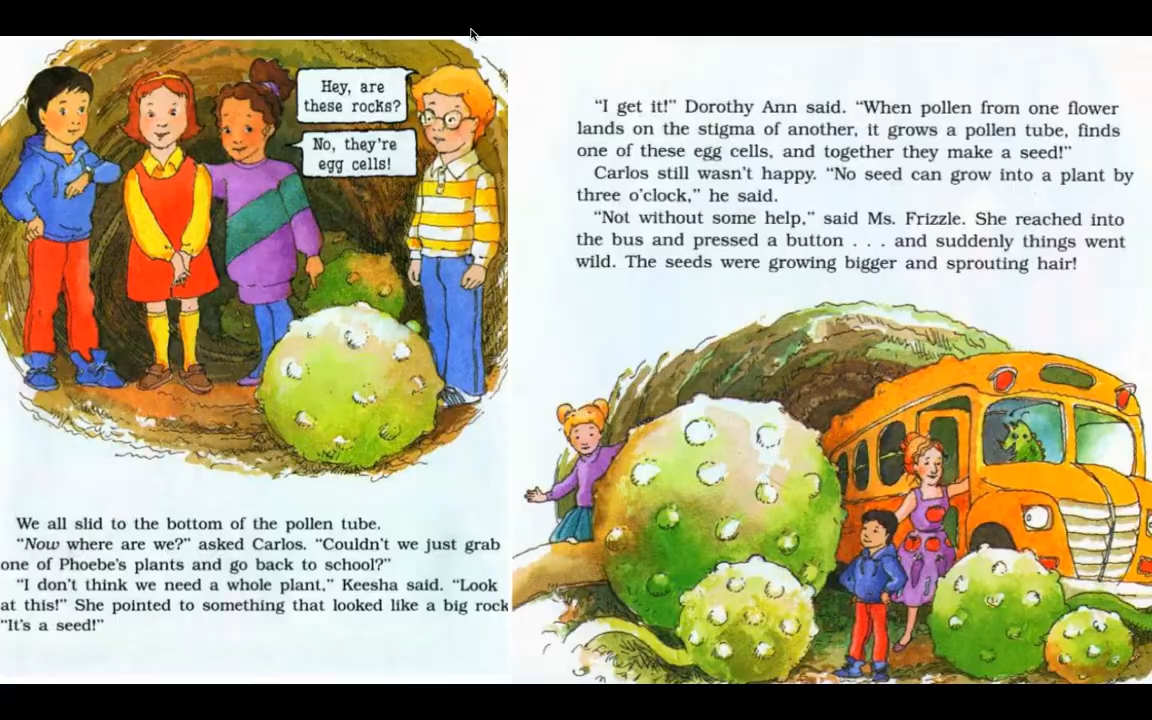 Hey, are
these rocks?
No, they're
egg cells!
We all slid to the bottom of the pollen tube.
"Now where are we?" asked Carlos. "Couldn't we just grab
one of Phoebe's plants and go back to school?"
"I don't think we need a whole plant," Keesha said. "Look
at this!" She pointed to something that looked like a big rock
"It's a seed!"
"I get it!" Dorothy Ann said. "When pollen from one flower
lands on the stigma of another, it grows a pollen tube, finds
one of these egg cells, and together they make a seed!"
Carlos still wasn't happy. "No seed can grow into a plant by
three o'clock," he said.
"Not without some help," said Ms. Frizzle. She reached into
the bus and pressed a button . . . and suddenly things went
wild. The seeds were growing bigger and sprouting hair!